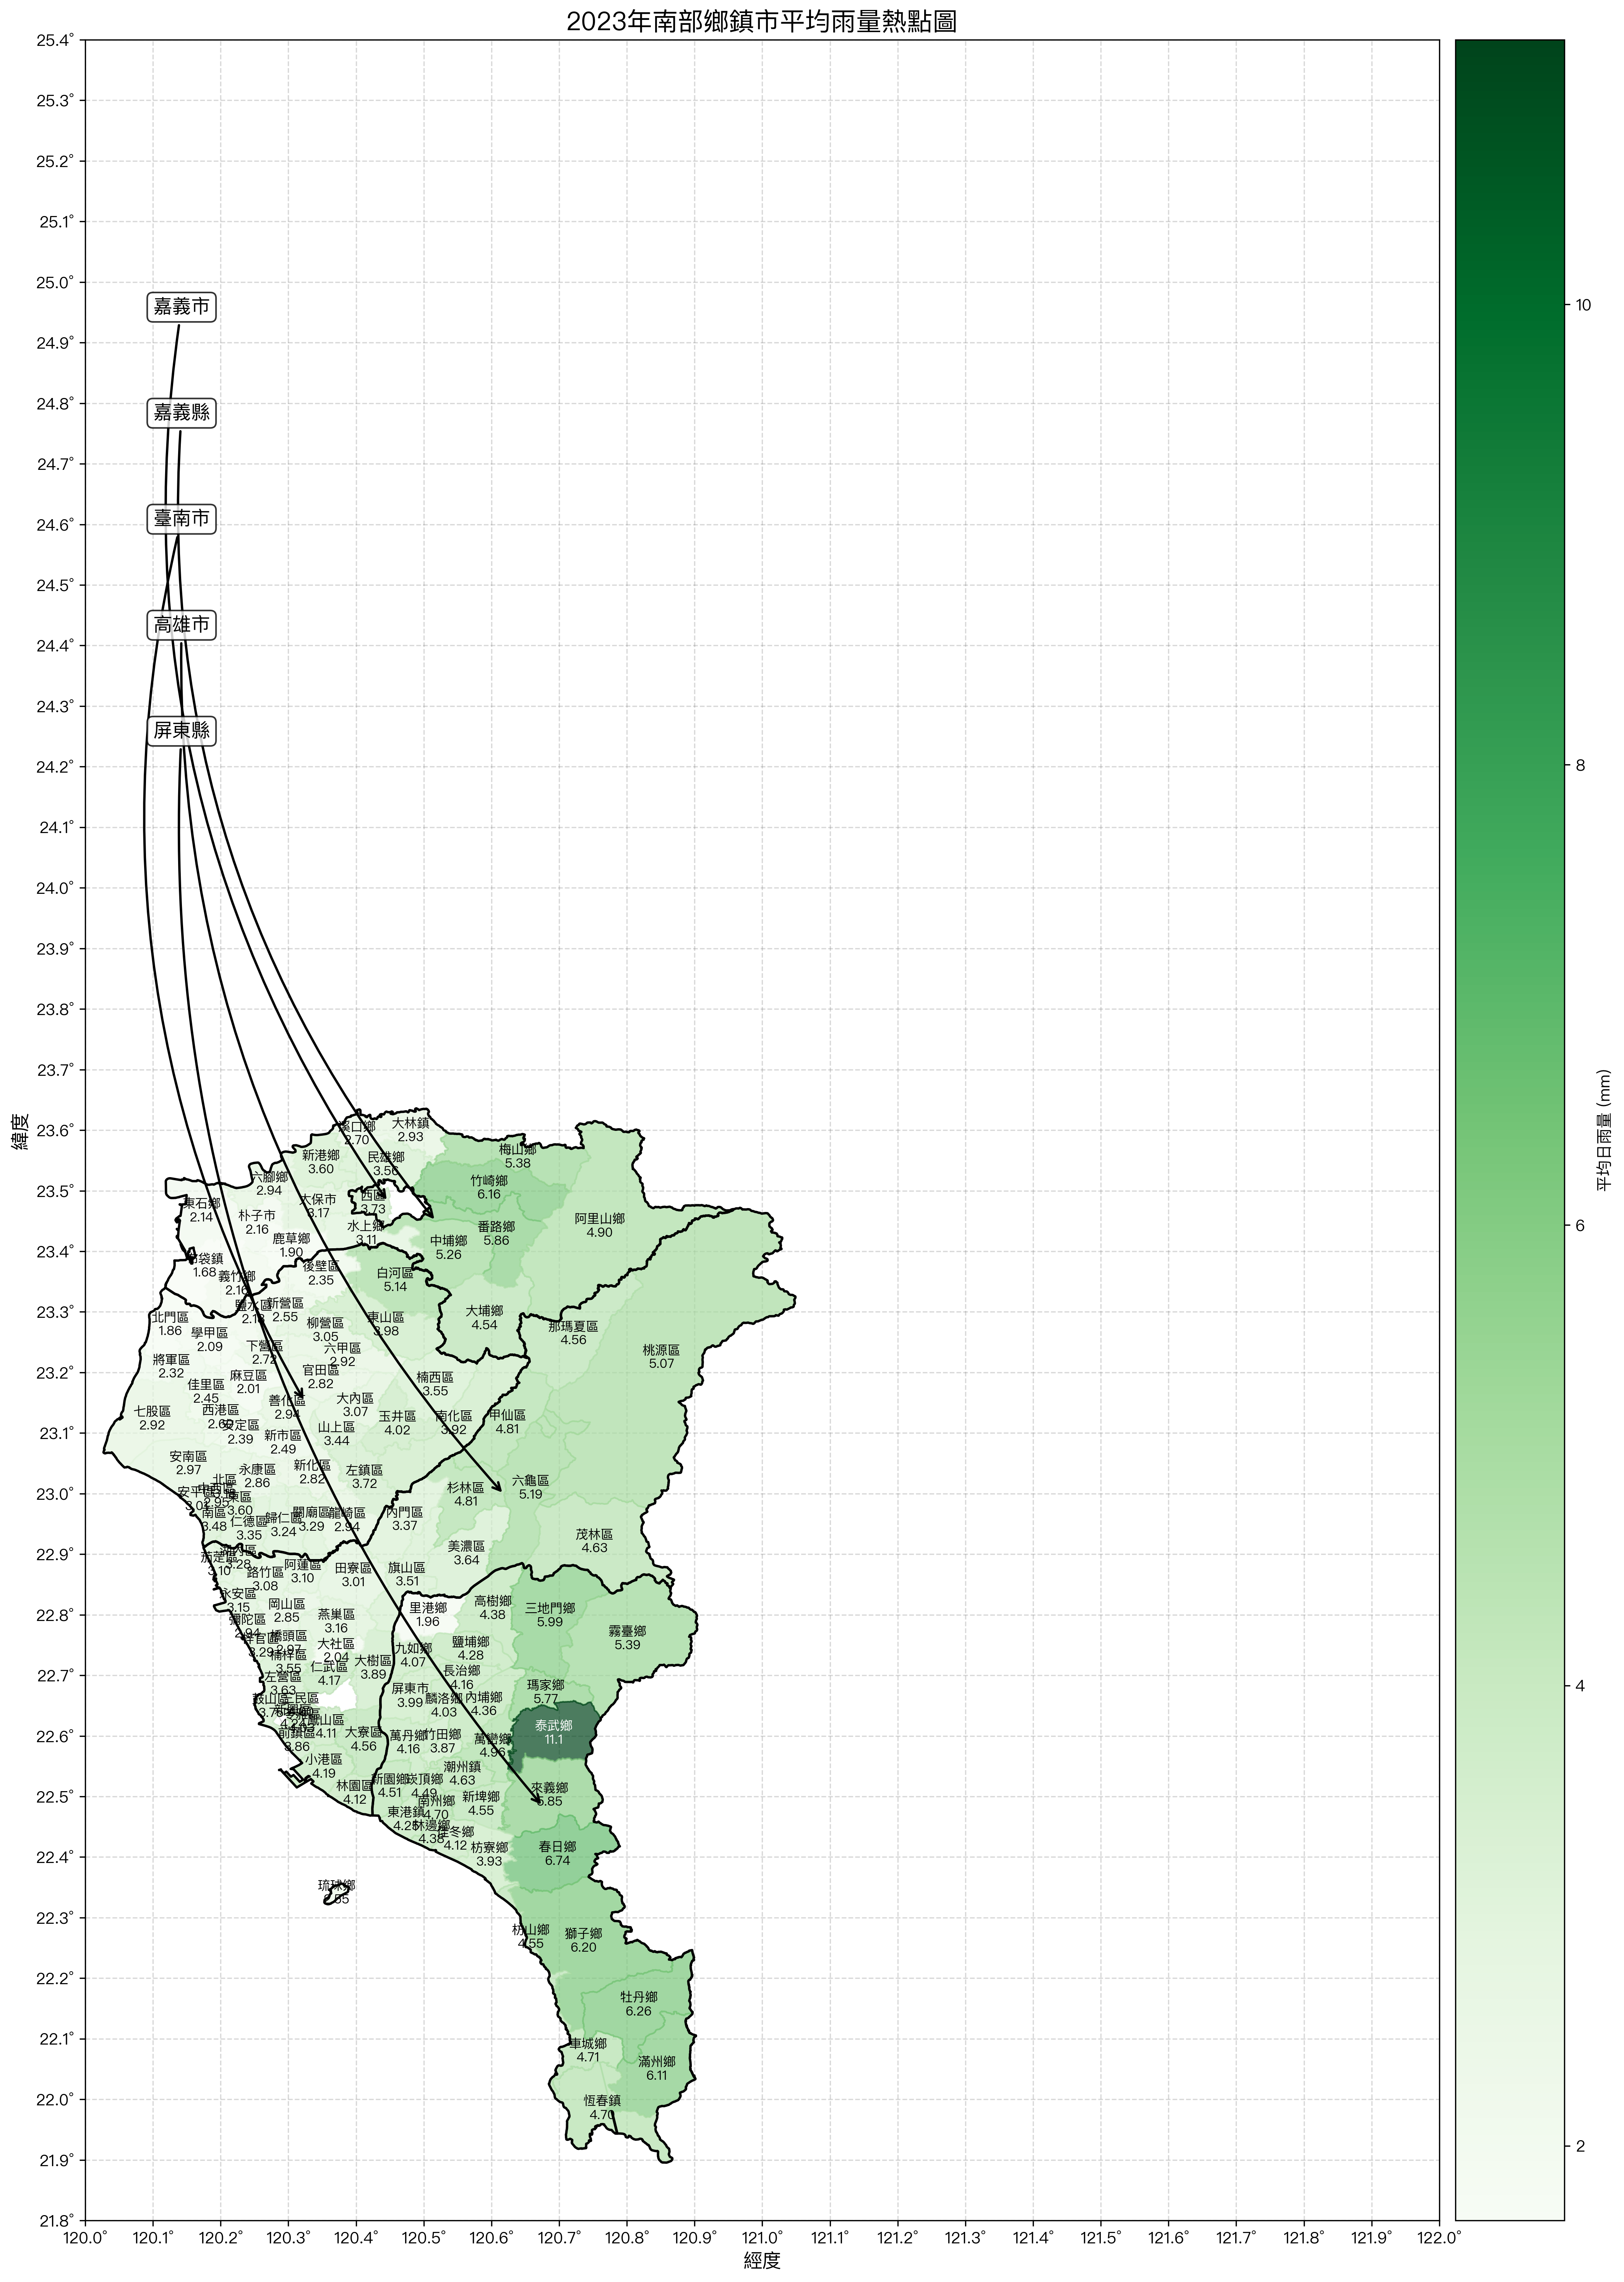 2023年南部鄉鎮市平均雨量熱點圖
25.4°
25.3°
25.2°
25.1°
25.0°
24.9°
24.8°
24.7°
24.6°
24.5°
24.4°
24.3°
24.2°
24.1°
24.0°
23.9°
23.8°
23.7°
23.6°
23.5°
23.4°
23.3°
23.2°
23.1°
23.0°
22.9°
22.8°
22.7°
22.6°
22.5°
22.4°
22.3°
22.2°
22.1°
22.0°
21.9°
21.8°
緯度
嘉義市
嘉義縣
臺南市
高雄市
屏東縣
溪口鄉
2.70
大林鎮
2.93
新港鄉
3.60
民雄鄉
3.56
梅山鄉
5.38
竹崎鄉
6.16
六腳鄉
2.94
東石鄉
2.14
朴子市
2.16
太保市
3.17
西區
3.73
水上鄉
3.11
鹿草鄉
1.90
中埔鄉
5.26
番路鄉
5.86
阿里山鄉
4.90
布袋鎮
1.68
義竹鄉
2.16
後壁區
2.35
白河區
5.14
大埔鄉
4.54
北門區
1.86
學甲區
2.09
鹽水區
新營區
2.55
柳營區
3.05
東山區
3.98
那瑪夏區
4.56
桃源區
5.07
將軍區
2.32
下營區
2.72
六甲區
2.92
官田區
2.82
楠西區
3.55
佳里區
2.45
麻豆區
2.01
善化區
2.94
大內區
3.07
七股區
2.92
西港區
安定區
2.39
新市區
2.49
山上區
3.44
玉井區
4.02
南化區
3.92
甲仙區
4.81
安南區
2.97
永康區
2.86
新化區
2.82
左鎮區
3.72
杉林區
4.81
六龜區
5.19
北區
安平區
東區
3.60
南區
3.48
仁德區
3.35
歸仁區
3.24
關廟區
3.29
龍崎區
2.94
內門區
3.37
美濃區
3.64
茂林區
4.63
茄萣區
3.10
3.28
路竹區
3.08
阿蓮區
3.10
田寮區
3.01
旗山區
3.51
永安區
3.15
岡山區
2.85
燕巢區
3.16
里港鄉
1.96
高樹鄉
4.38
三地門鄉
5.99
霧臺鄉
5.39
彌陀區
2.94
3.29
橋頭區
2.97
楠梓區
3.55
大社區
2.04
仁武區
4.17
大樹區
3.89
九如鄉
4.07
鹽埔鄉
4.28
長治鄉
4.16
左營區
3.63
屏東市
3.99
麟洛鄉
4.03
內埔鄉
4.36
瑪家鄉
5.77
鼓山區
三民區
鳳山區
4.11
前鎮區
3.86
大寮區
4.56
萬丹鄉
4.16
竹田鄉
3.87
萬巒鄉
4.96
泰武鄉
11.1
小港區
4.19
林園區
4.12
新園鄉
4.51
崁頂鄉
4.49
潮州鎮
4.63
南州鄉
4.70
新埤鄉
4.55
來義鄉
5.85
東港鎮
林邊鄉
4.38
佳冬鄉
4.12
枋寮鄉
3.93
春日鄉
6.74
琉球鄉
枋山鄉
4.55
獅子鄉
6.20
牡丹鄉
6.26
車城鄉
4.71
滿州鄉
6.11
恆春鎮
4.70
120.0° 120.1° 120.2° 120.3° 120.4° 120.5° 120.6° 120.7° 120.8° 120.9° 121.0° 121.1° 121.2° 121.3° 121.4° 121.5° 121.6° 121.7° 121.8° 121.9° 122.0°
經度
10
8
6
4
2
平均日雨量 (mm)